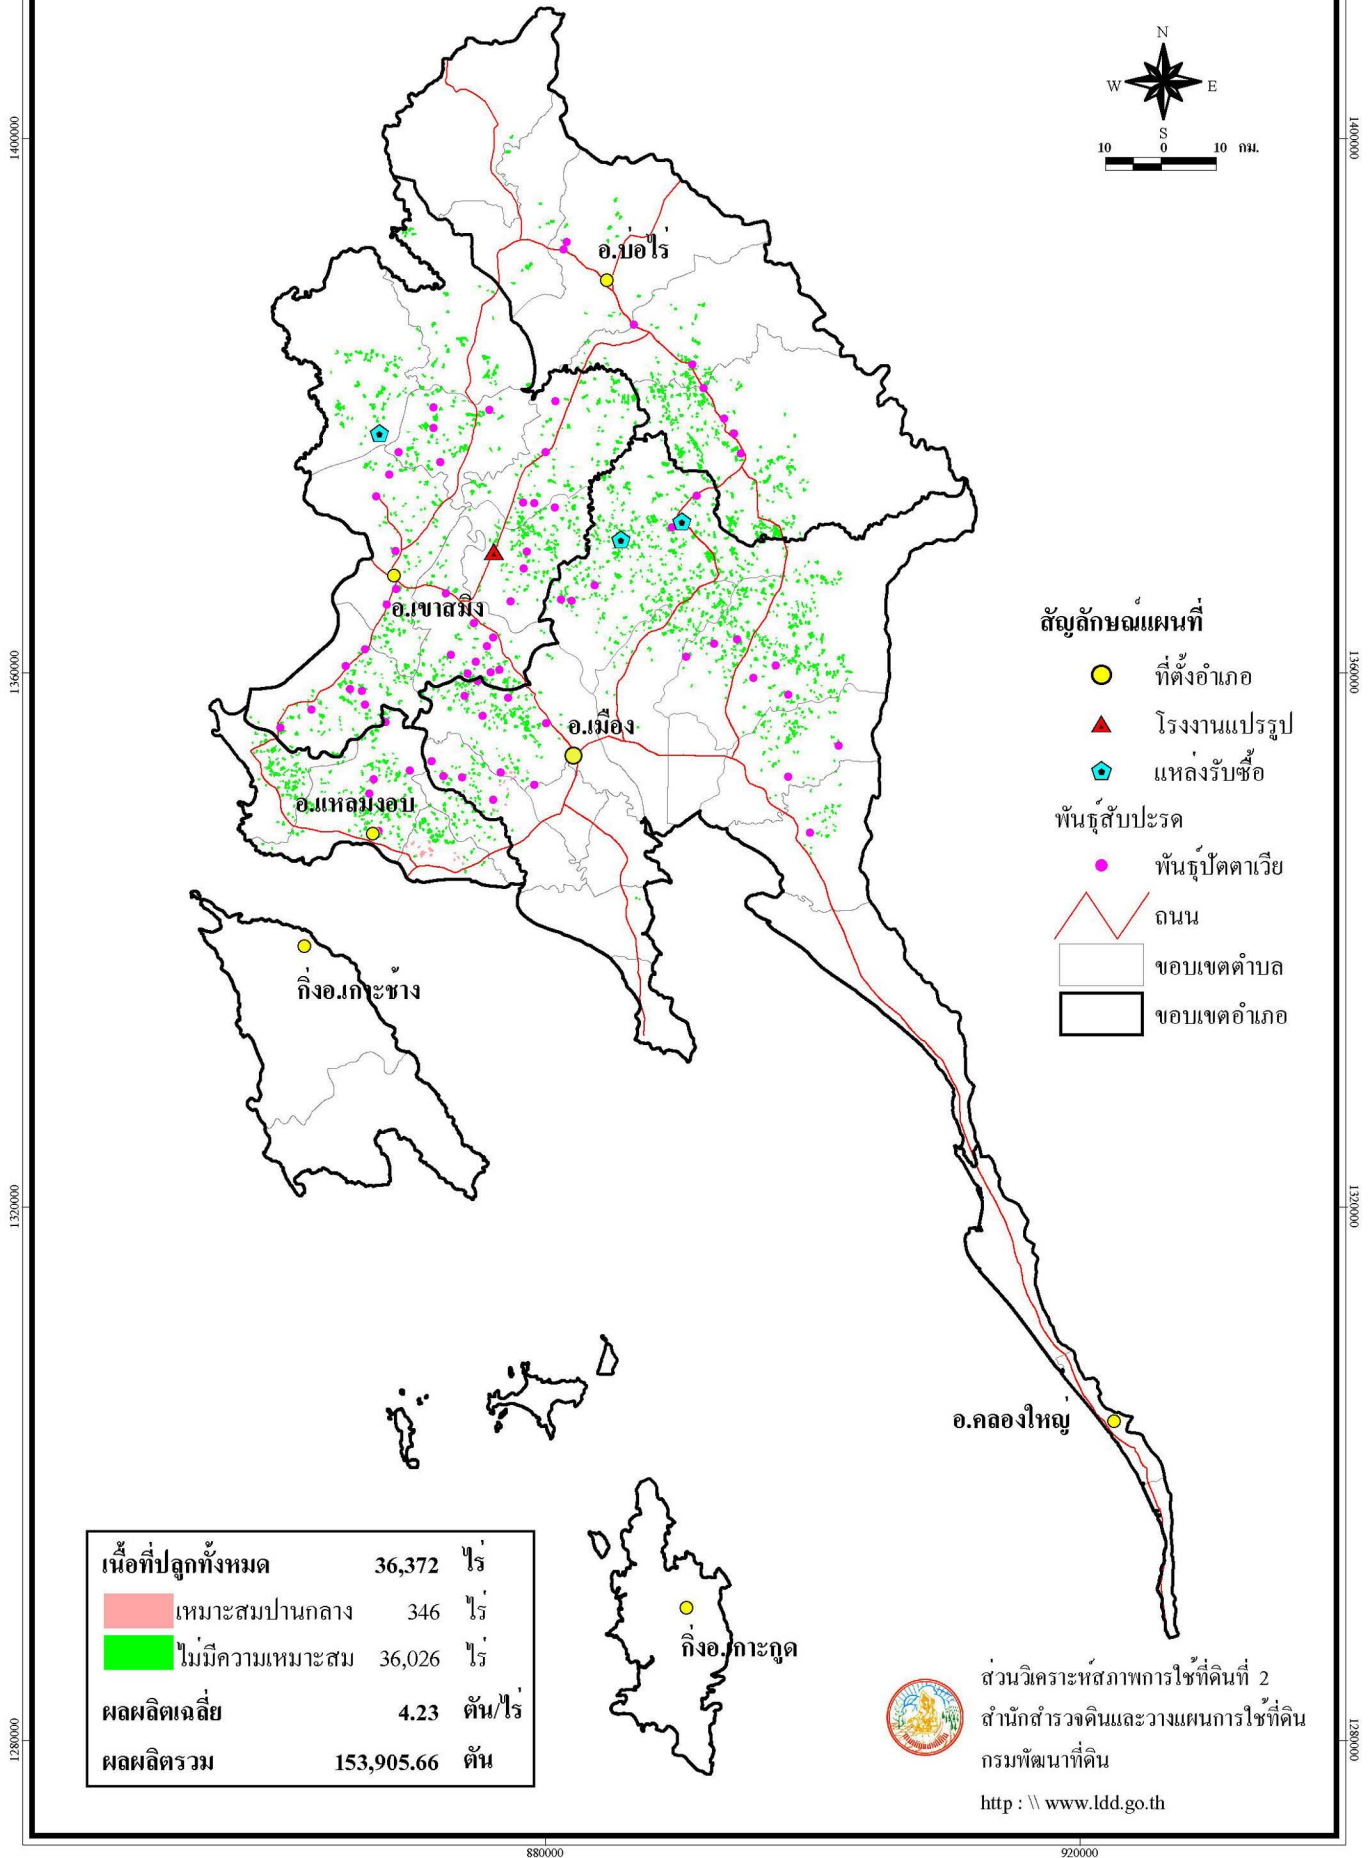 N
W E
S
10 0 10 กม.
1400000
1400000
อ.บ่อไร่
อ.เขาสมิง
1360000
1360000
อ.เมือง
อ.แหลมงอบ
กิ่งอ.เกาะช้าง
สัญลักษณ์แผนที่
ที่ตั้งอำเภอ
โรงงานแปรรูป
แหล่งรับซื้อ
พันธุ์สับปะรด
พันธุ์ปัตตาเวีย
ถนน
ขอบเขตตำบล
ขอบเขตอำเภอ
1320000
1320000
อ.คลองใหญ่
กิ่งอ.เกาะกูด
เนื้อที่ปลูกทั้งหมด 36,372 ไร่
เหมาะสมปานกลาง 346 ไร่
ไม่มีความเหมาะสม 36,026 ไร่
ผลผลิตเฉลี่ย 4.23 ตัน/ไร่
ผลผลิตรวม 153,905.66 ตัน
ส่วนวิเคราะห์สภาพการใช้ที่ดินที่ 2
สำนักสำรวจดินและวางแผนการใช้ที่ดิน
กรมพัฒนาที่ดิน
http : \\ www.ldd.go.th
1280000
1280000
880000
920000